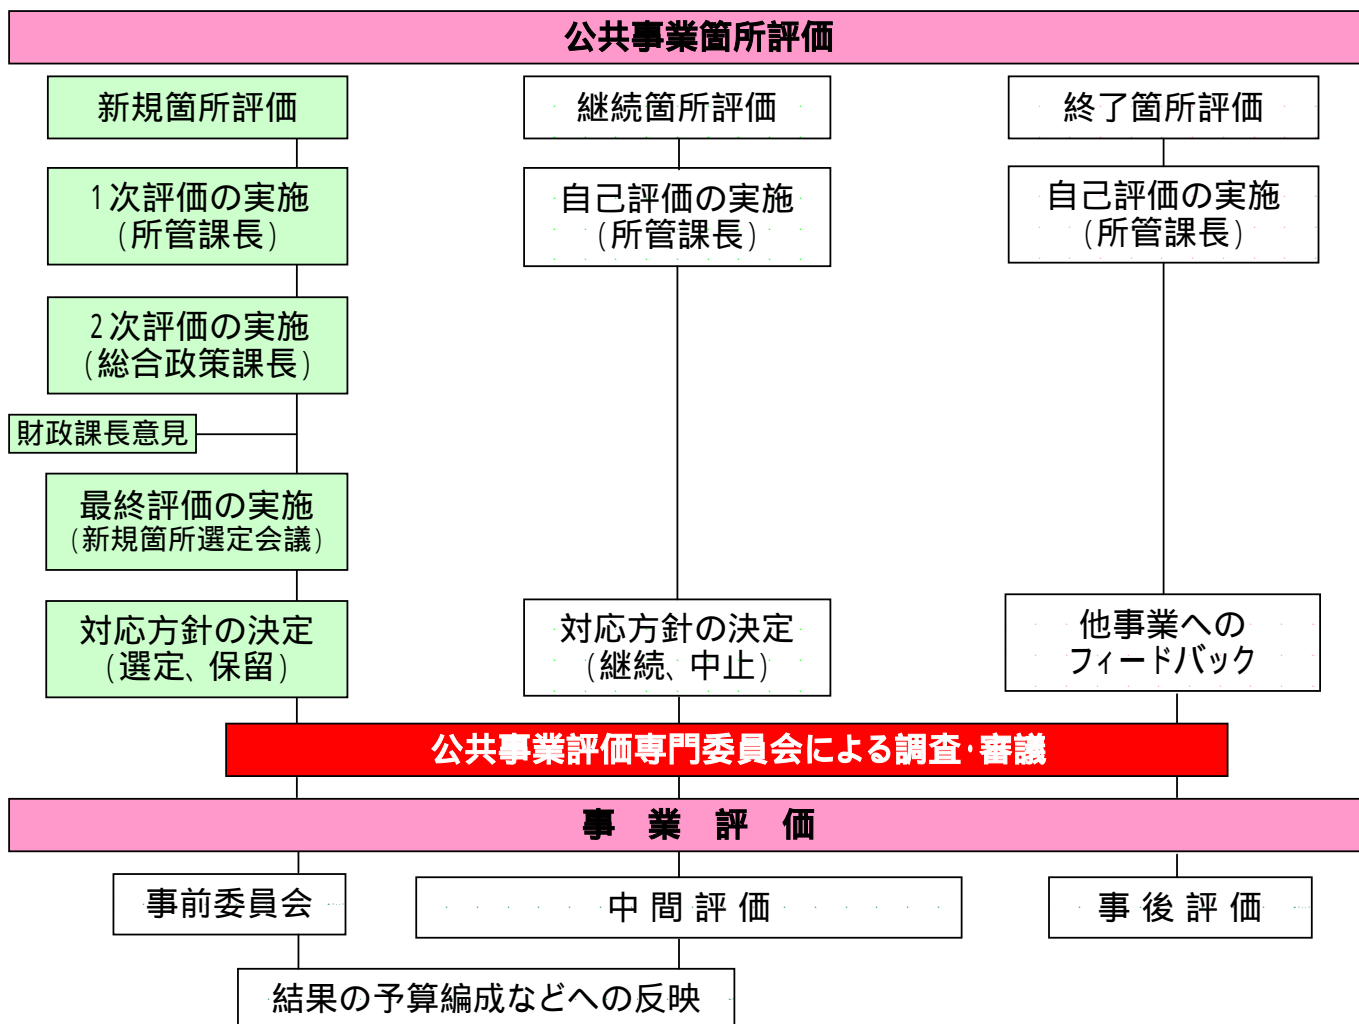 公共事業箇所評価
新規箇所評価
継続箇所評価
終了箇所評価
1次評価の実施
(所管課長)
自己評価の実施
(所管課長)
自己評価の実施
(所管課長)
2次評価の実施
(総合政策課長)
財政課長意見
最終評価の実施
(新規箇所選定会議)
対応方針の決定
(選定、保留)
対応方針の決定
(継続、中止)
他事業への
フィードバック
公共事業評価専門委員会による調査・審議
事 業 評 価
事前委員会
中 間 評 価
事 後 評 価
結果の予算編成などへの反映